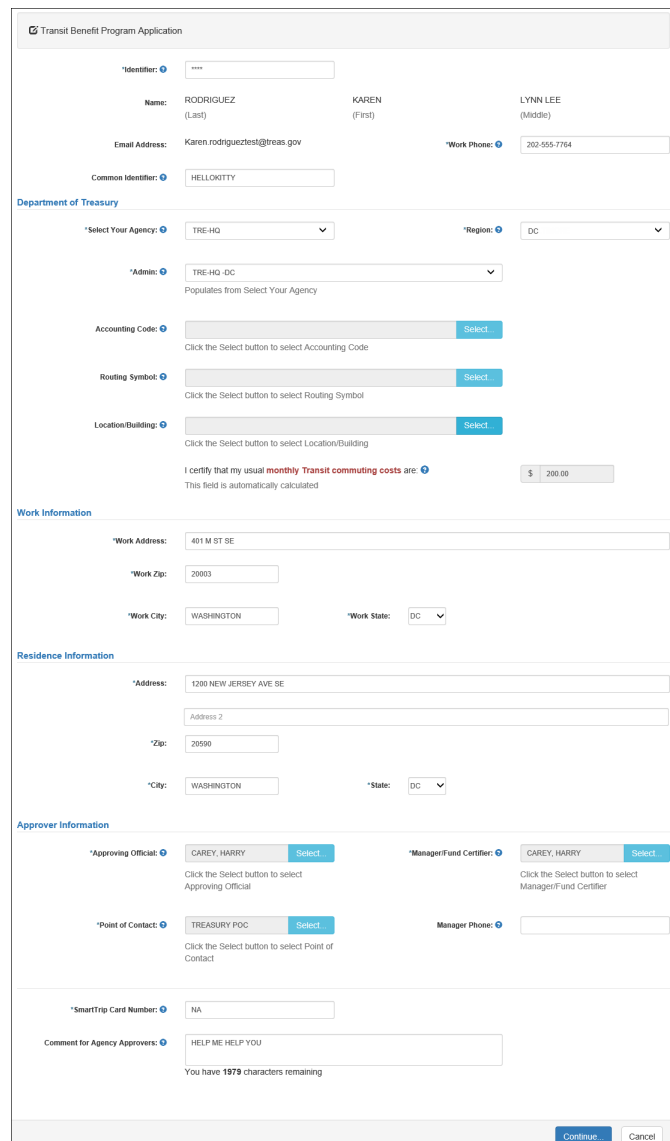 Transit Benefit Program Application
*Identifier: ****
Name: RODRIGUEZ KAREN LYNN LEE
(Last) (First) (Middle)
Email Address: Karen.rodrigueztest@treas.gov *Work Phone: 202-555-7764
Common Identifier: HELLOKITTY
Department of Treasury
*Select Your Agency: TRE-HQ *Region: DC
*Admin: TRE-HQ -DC
Populates from Select Your Agency
Accounting Code: Select...
Click the Select button to select Accounting Code
Routing Symbol: Select...
Click the Select button to select Routing Symbol
Location/Building: Select...
Click the Select button to select Location/Building
I certify that my usual monthly Transit commuting costs are: $ 200.00
This field is automatically calculated
Work Information
*Work Address: 401 M ST SE
*Work Zip: 20003
*Work City: WASHINGTON *Work State: DC
Residence Information
*Address: 1200 NEW JERSEY AVE SE
Address 2
*Zip: 20590
*City: WASHINGTON *State: DC
Approver Information
*Approving Official: CAREY, HARRY Select... *Manager/Fund Certifier: CAREY, HARRY Select...
Click the Select button to select Click the Select button to select
Approving Official Manager/Fund Certifier
*Point of Contact: TREASURY POC Select... Manager Phone:
Click the Select button to select Point of
Contact
*SmartTrip Card Number: NA
Comment for Agency Approvers: HELP ME HELP YOU
You have 1979 characters remaining
Continue... Cancel